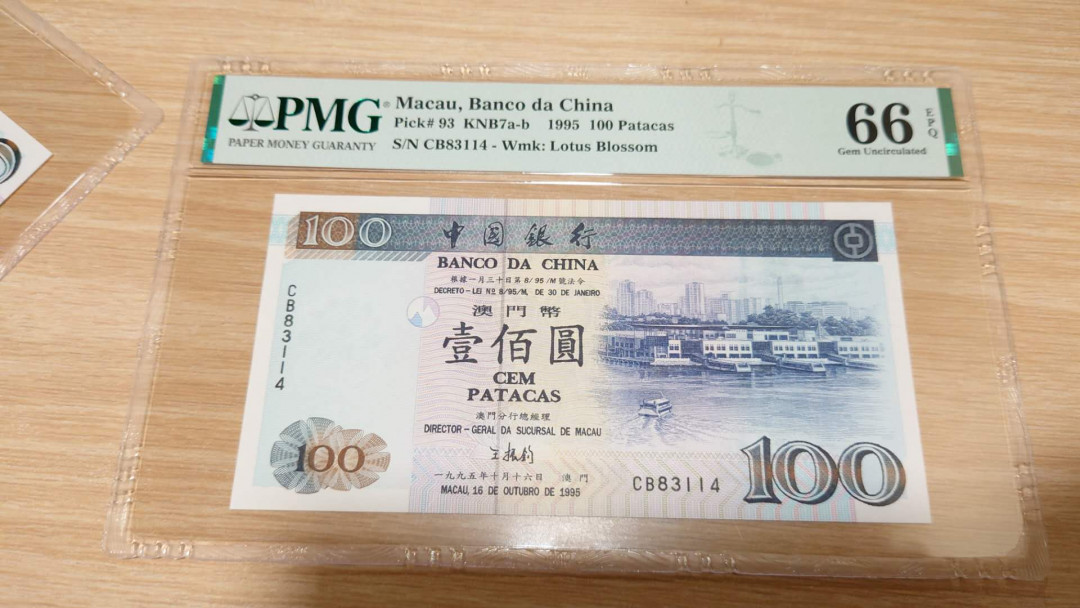 PMG
PAPER MONEY GUARANTY
Macau, Banco da China
Pick# 93 KNB7a-b 1995 100 Patacas
S/N CB83114 - Wmk: Lotus Blossom
66 EPQ
Gem Uncirculated
100 中國銀行
BANCO DA CHINA
根據一月三十日第8/95/M號法令
DECRETO-LEI Nº 8/95/M, DE 30 DE JANEIRO
澳門幣
壹佰圓
CEM
PATACAS
澳門分行總經理
DIRECTOR-GERAL DA SUCURSAL DE MACAU
王振鈞
一九九五年十月十六日 澳門
MACAU, 16 DE OUTUBRO DE 1995
CB83114
100
CB83114
100